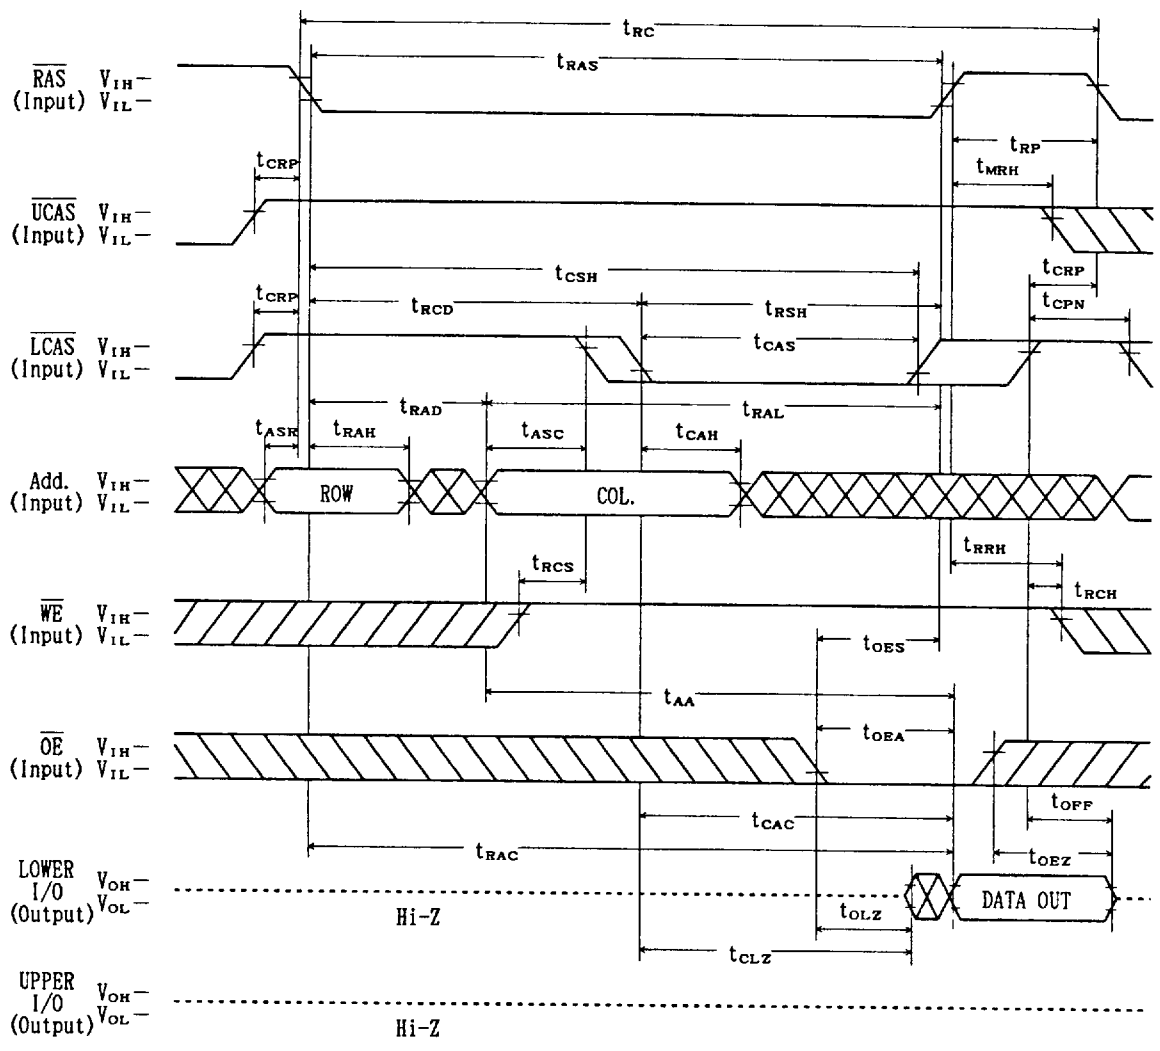 tRC
tRAS
RAS VIH
(Input) VIL
tRP
tCRP
tMRH
UCAS VIH
(Input) VIL
tCSH
tCRP
tCRP
tRCD
tRSH
tCPN
LCAS VIH
(Input) VIL
tCAS
tRAD
tRAL
tASR
tRAH
tASC
tCAH
Add. VIH
(Input) VIL
ROW
COL.
tRRH
tRCS
tRCH
WE VIH
(Input) VIL
tOES
tAA
tOEA
OE VIH
(Input) VIL
tOFF
tCAC
tRAC
tOEZ
LOWER
I/O
(Output)
VOH
VOL
Hi-Z
DATA OUT
tOLZ
tCLZ
UPPER
I/O
(Output)
VOH
VOL
Hi-Z